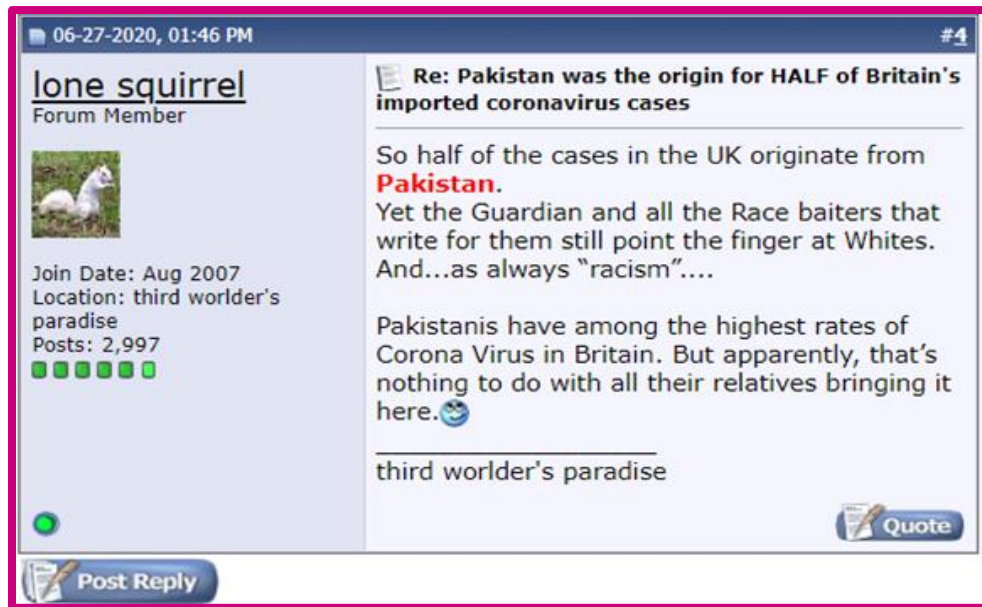 06-27-2020, 01:46 PM #4
lone squirrel
Forum Member
Join Date: Aug 2007
Location: third worlder's
paradise
Posts: 2,997
Re: Pakistan was the origin for HALF of Britain's
imported coronavirus cases
So half of the cases in the UK originate from
Pakistan.
Yet the Guardian and all the Race baiters that
write for them still point the finger at Whites.
And...as always “racism”....
Pakistanis have among the highest rates of
Corona Virus in Britain. But apparently, that’s
nothing to do with all their relatives bringing it
here.
third worlder's paradise
Quote
Post Reply